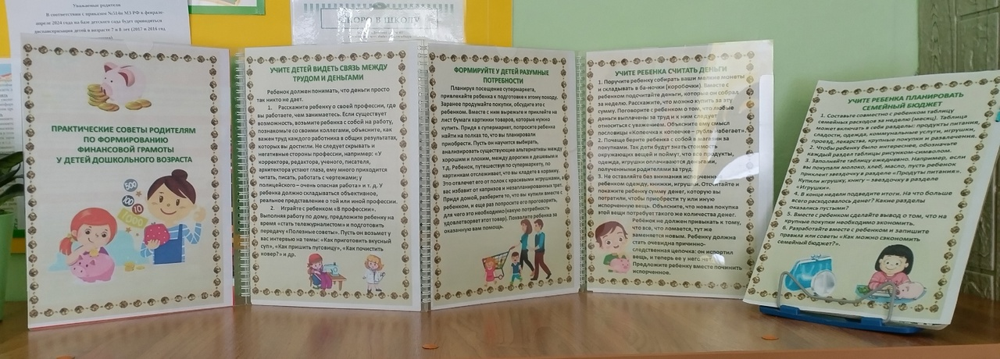 Уважаемые родители
В соответствии с приказом №514н МЗ РФ в феврале-
апреле 2024 года на базе детского сада будет проводиться
диспансеризация детей в возрасте 7 и 8 лет (2017 и 2016 год
СКОРО В ШКОЛУ
ПРАКТИЧЕСКИЕ СОВЕТЫ РОДИТЕЛЯМ
ПО ФОРМИРОВАНИЮ
ФИНАНСОВОЙ ГРАМОТЫ
У ДЕТЕЙ ДОШКОЛЬНОГО ВОЗРАСТА
500
100
10
1000
УЧИТЕ ДЕТЕЙ ВИДЕТЬ СВЯЗЬ МЕЖДУ
ТРУДОМ И ДЕНЬГАМИ
Ребенок должен понимать, что деньги просто
так никто не дает.
1. Расскажите ребенку о своей профессии, где
вы работаете, чем занимаетесь. Если существует
возможность, возьмите ребенка с собой на работу,
познакомьте со своими коллегами, объясните, как
важен труд каждого работника в общих результатах,
которых вы достигли. Не следует скрывать и
негативные стороны профессии, например: «У
корректора, редактора, ученого, писателя,
архитектора устают глаза, ему много приходится
читать, писать, работать с чертежами; у
полицейского – очень опасная работа» и т. д. У
ребенка должно складываться объективное,
реальное представление о той или иной профессии.
2. Играйте с ребенком «В профессии».
Выполняя работу по дому, предложите ребенку на
время «стать тележурналистом» и подготовить
передачу «Полезные советы». Пусть он возьмет у
вас интервью на темы: «Как приготовить вкусный
суп», «Как пришить пуговицу», «Как почистить
ковер?» и др.
ФОРМИРУЙТЕ У ДЕТЕЙ РАЗУМНЫЕ
ПОТРЕБНОСТИ
Планируя посещение супермаркета,
привлекайте ребенка к подготовке к этому походу.
Заранее продумайте покупки, обсудите это с
ребенком. Вместе с ним вырежьте и приклейте на
лист бумаги картинки товаров, которые нужно
купить. Придя в супермаркет, попросите ребенка
найти на полках то, что вы планировали
приобрести. Пусть он научится выбирать,
анализировать существующие альтернативы между
хорошим и плохим, между дорогим и дешевым и
т.д. Ребенок, путешествуя по супермаркету, по
картинкам отслеживает, что вы кладете в корзину.
Это отвлечет его от полок с красивыми игрушками,
вас избавит от капризов и незапланированных трат.
Придя домой, разберите то, что вы купили вместе с
ребенком, и еще раз попросите его проговорить,
для чего это необходимо (какую потребность
удовлетворяет этот товар). Позвольте ребенка за
оказанную вам помощь.
УЧИТЕ РЕБЕНКА СЧИТАТЬ ДЕНЬГИ
1. Поручите ребенку собирать ваши мелкие монеты
и складывать в ба-ночки (коробочки). Вместе с
ребенком подсчитайте деньги, которые он собрал
за неделю. Расскажите, что можно купить за эту
сумму. Поговорите с ребенком о том, что любые
деньги выплачены за труд и к ним следует
относиться с уважением. Объясните ему смысл
пословицы «Копеечка к копеечке – рубль набегает».
2. Почаще берите ребенка с собой в магазин за
покупками. Так дети будут знать стоимость
окружающих вещей и поймут, что все продукты,
одежда, игрушки оплачиваются деньгами,
полученными родителями за труд.
3. Не оставляйте без внимания испорченные
ребенком одежду, книжки, игрушки. Отсчитайте и
покажите ребенку сумму денег, которую вы
потратили, чтобы приобрести ту или иную
испорченную вещь. Объясните, что новая покупка
этой вещи потребует такого же количества денег.
Ребенок не должен привыкать к тому,
что все, что ломается, тут же
заменяется новым. Ребенку должна
стать очевидна причинно-
следственная цепочка: он испортил
вещь, и теперь ее у него нет.
Предложите ребенку вместе починить
испорченное.
УЧИТЕ РЕБЕНКА ПЛАНИРОВАТЬ
СЕМЕЙНЫЙ БЮДЖЕТ
1. Составьте совместно с ребенком таблицу
семейных расходов за неделю (месяц). Таблица
может включать в себя разделы: продукты питания,
сладости, одежда, коммунальные услуги, игрушки,
проезд, лекарства, крупные покупки и развлечения.
2. Чтобы ребенку было интереснее, обозначьте
каждый раздел таблицы рисунком-символом.
3. Заполняйте таблицу ежедневно. Например, если
вы покупали молоко, хлеб, масло, пусть ребенок
приклеит звездочку в разделе «Продукты питания».
Купили игрушку, книгу – звездочку в разделе
«Игрушки».
4. В конце недели подведите итоги. На что больше
всего расходовалось денег? Какие разделы
оказались пустыми?
5. Вместе с ребенком сделайте вывод о том, что на
крупные покупки необходимо экономить.
6. Разработайте вместе с ребенком и запишите
правила или советы «Как можно сэкономить
семейный бюджет?».